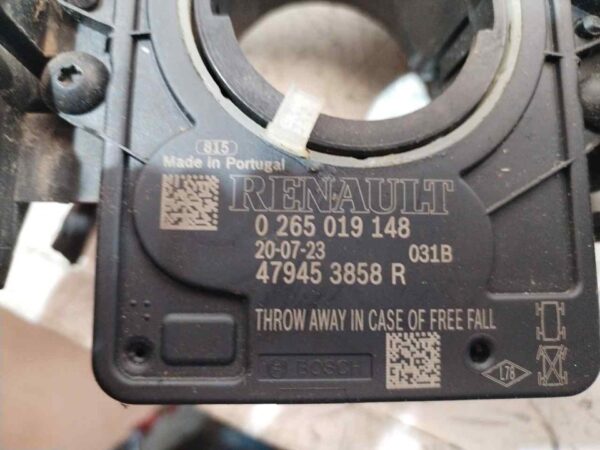 815
Made in Portugal
RENAULT
0 265 019 148
20-07-23 031B
47945 3858 R
THROW AWAY IN CASE OF FREE FALL
BOSCH
L78